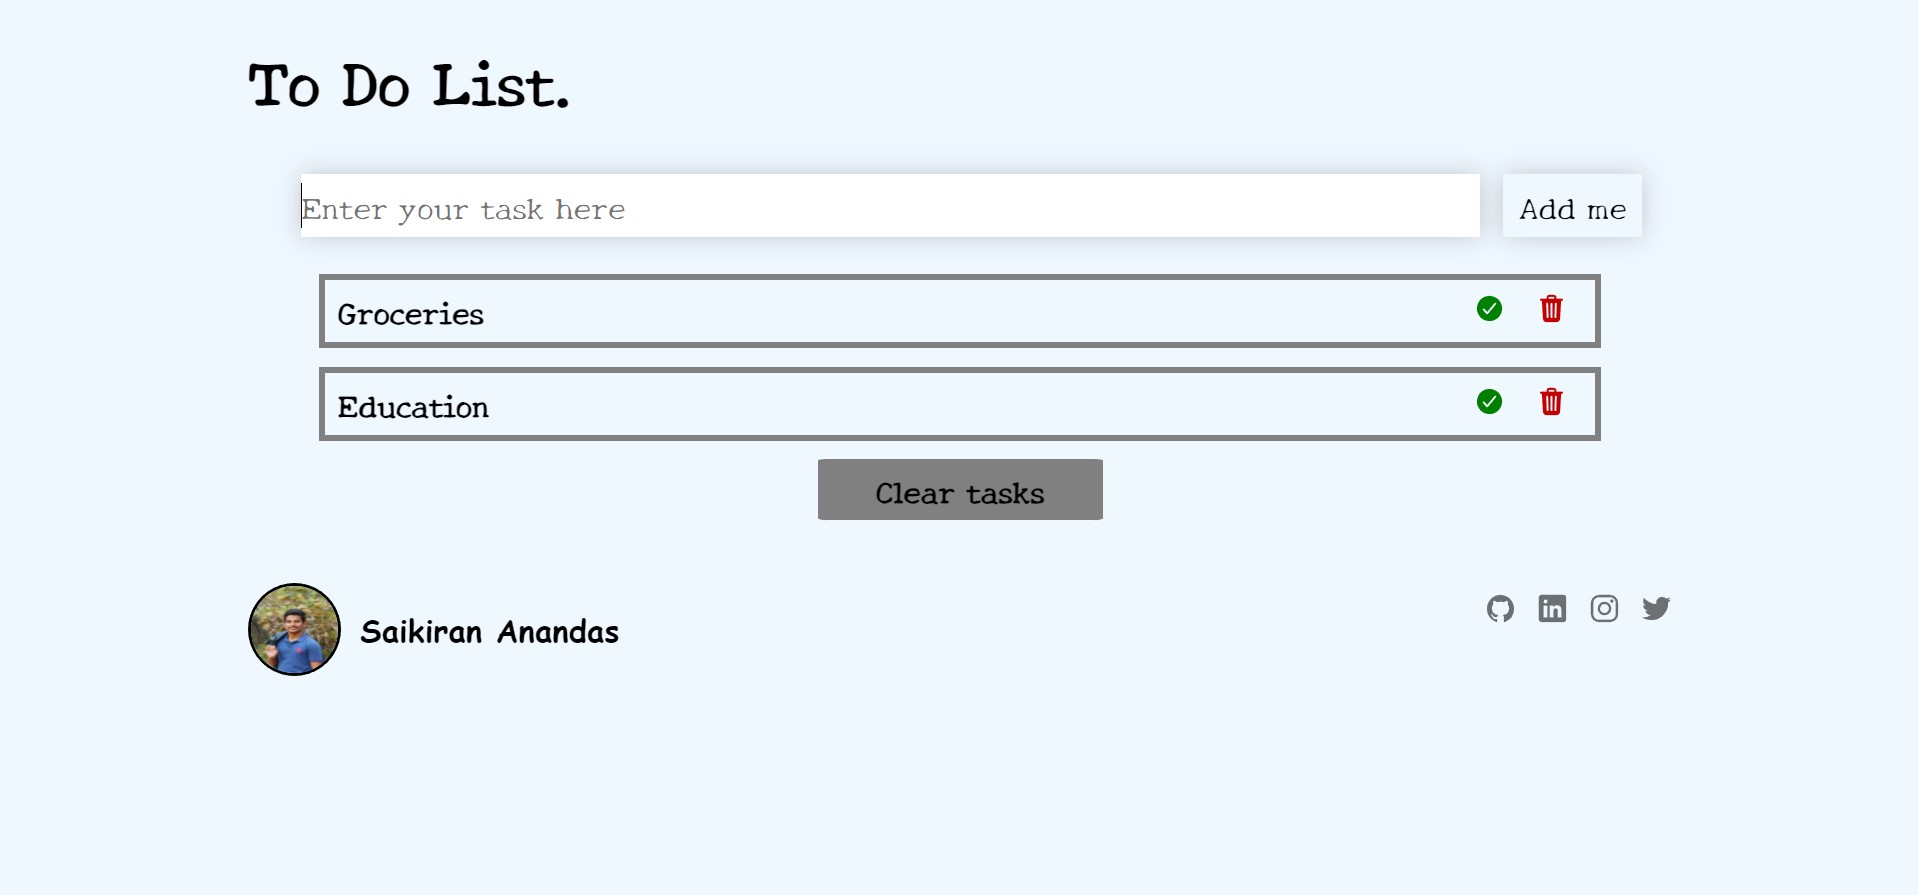 To Do List.
Enter your task here
Add me
Groceries
Education
Clear tasks
Saikiran Anandas